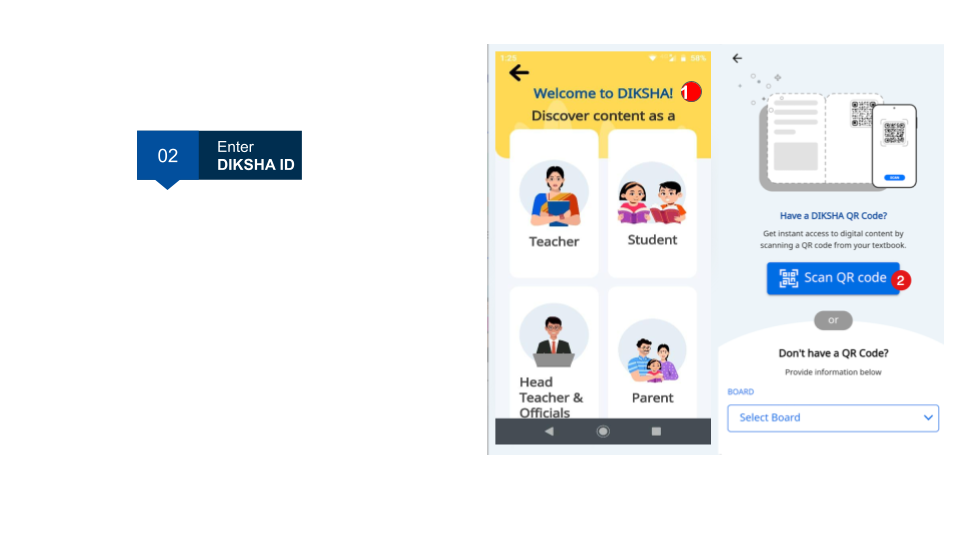 02
Enter
DIKSHA ID
1:29
58%
Welcome to DIKSHA!
1
Discover content as a
Teacher
Student
Head
Teacher &
Officials
Parent
Have a DIKSHA QR Code?
Get instant access to digital content by
scanning a QR code from your textbook.
Scan QR code
2
or
Don't have a QR Code?
Provide information below
BOARD
Select Board